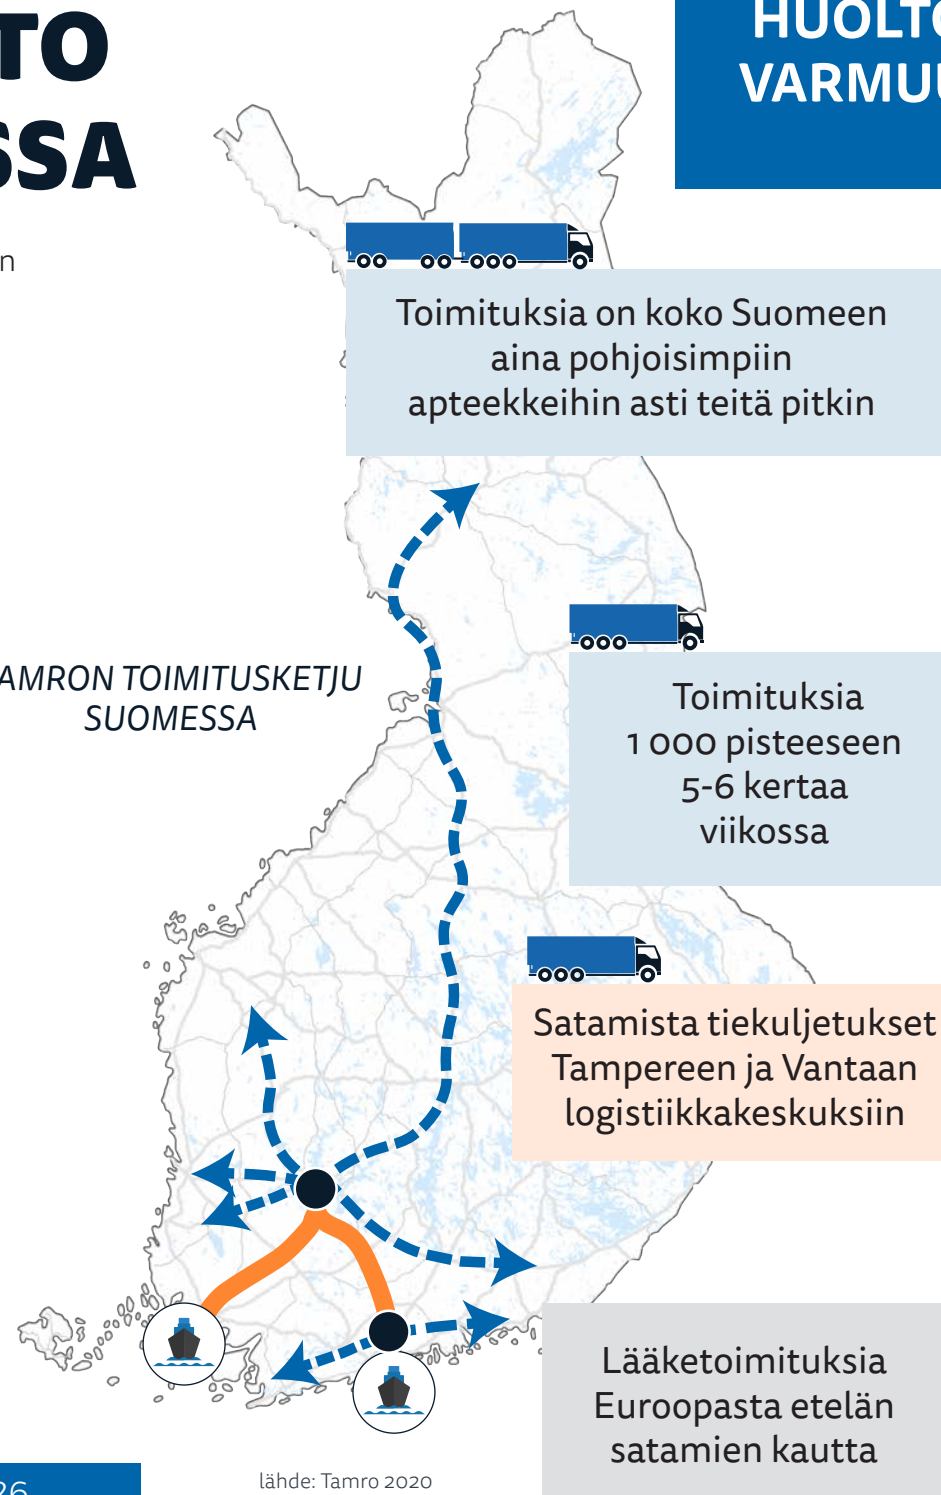 TO
SSA
HUOLTO
VARMUU
n
Toimituksia on koko Suomeen
aina pohjoisimpiin
apteekkeihin asti teitä pitkin
AMRON TOIMITUSKETJU
SUOMESSA
Toimituksia
1 000 pisteeseen
5-6 kertaa
viikossa
Satamista tiekuljetukset
Tampereen ja Vantaan
logistiikkakeskuksiin
Lääketoimituksia
Euroopasta etelän
satamien kautta
lähde: Tamro 2020
26